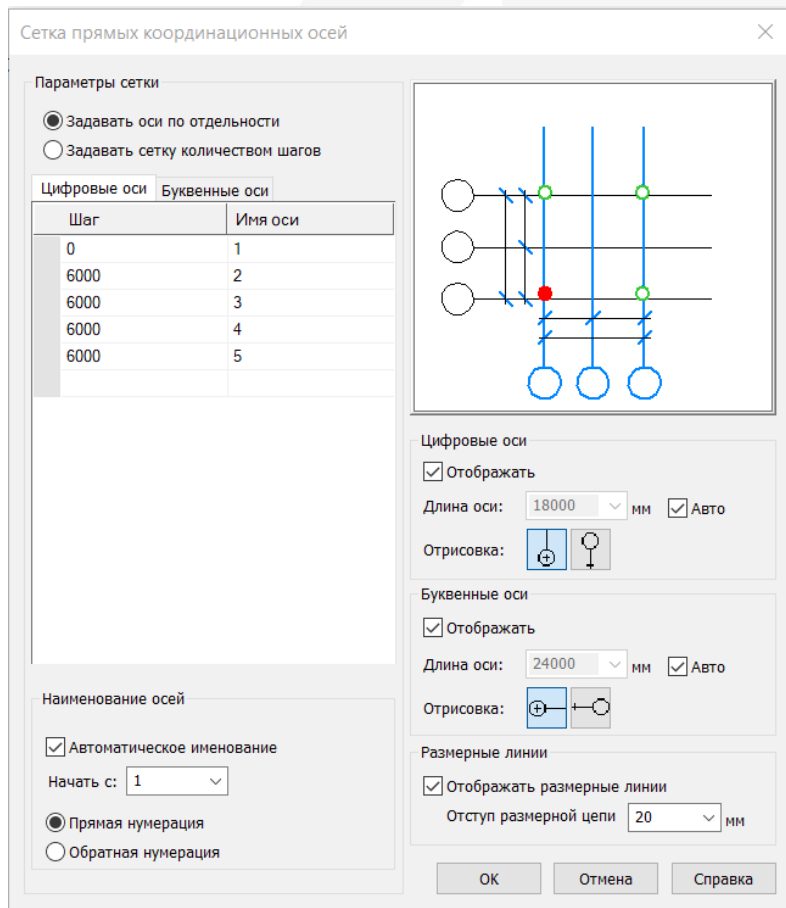 Сетка прямых координационных осей
Параметры сетки
Задавать оси по отдельности
Задавать сетку количеством шагов
Цифровые оси Буквенные оси
Шаг Имя оси
0 1
6000 2
6000 3
6000 4
6000 5
Наименование осей
Автоматическое именование
Начать с: 1
Прямая нумерация
Обратная нумерация
Цифровые оси
Отображать
Длина оси: 18000 мм Авто
Отрисовка:
Буквенные оси
Отображать
Длина оси: 24000 мм Авто
Отрисовка:
Размерные линии
Отображать размерные линии
Отступ размерной цепи 20 мм
ОК Отмена Справка